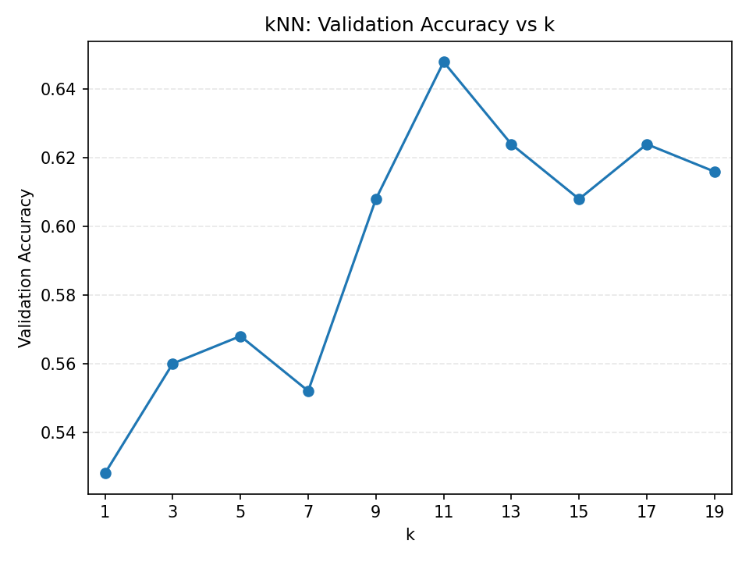 kNN: Validation Accuracy vs k
Validation Accuracy
0.64
0.62
0.60
0.58
0.56
0.54
1 3 5 7 9 11 13 15 17 19
k